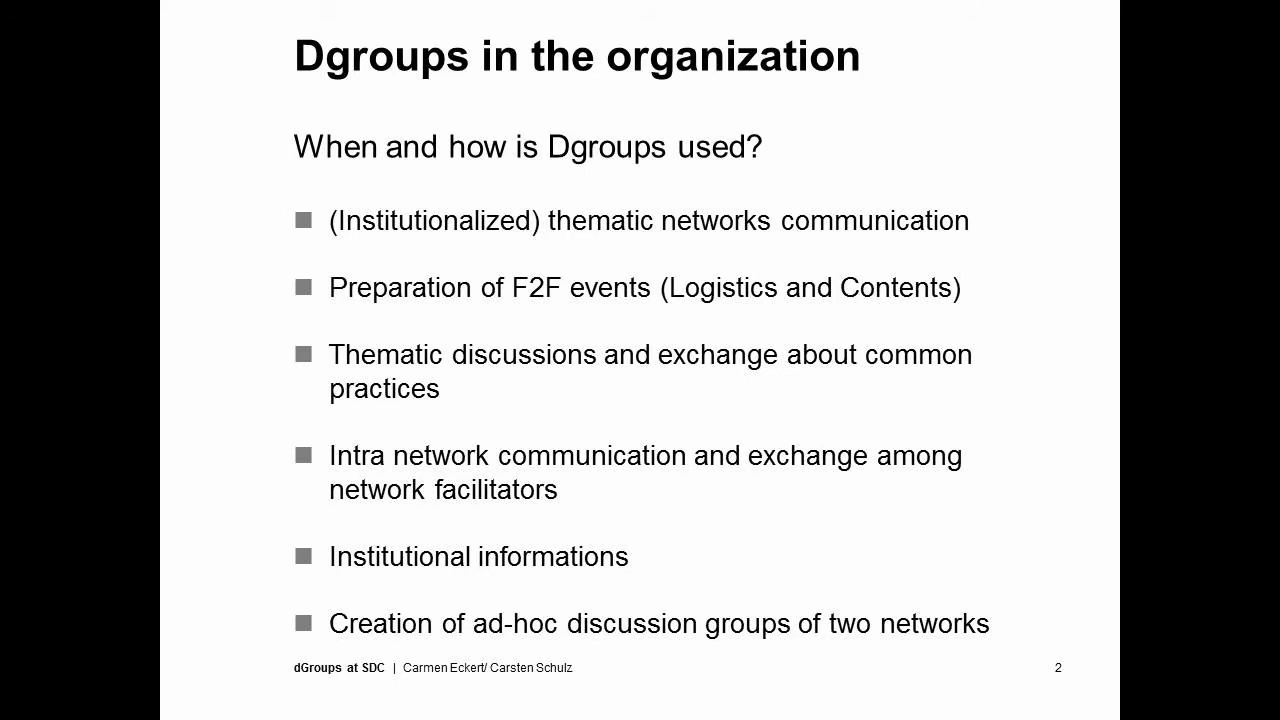 Dgroups in the organization
When and how is Dgroups used?
(Institutionalized) thematic networks communication
Preparation of F2F events (Logistics and Contents)
Thematic discussions and exchange about common
practices
Intra network communication and exchange among
network facilitators
Institutional informations
Creation of ad-hoc discussion groups of two networks
dGroups at SDC | Carmen Eckert/ Carsten Schulz 2